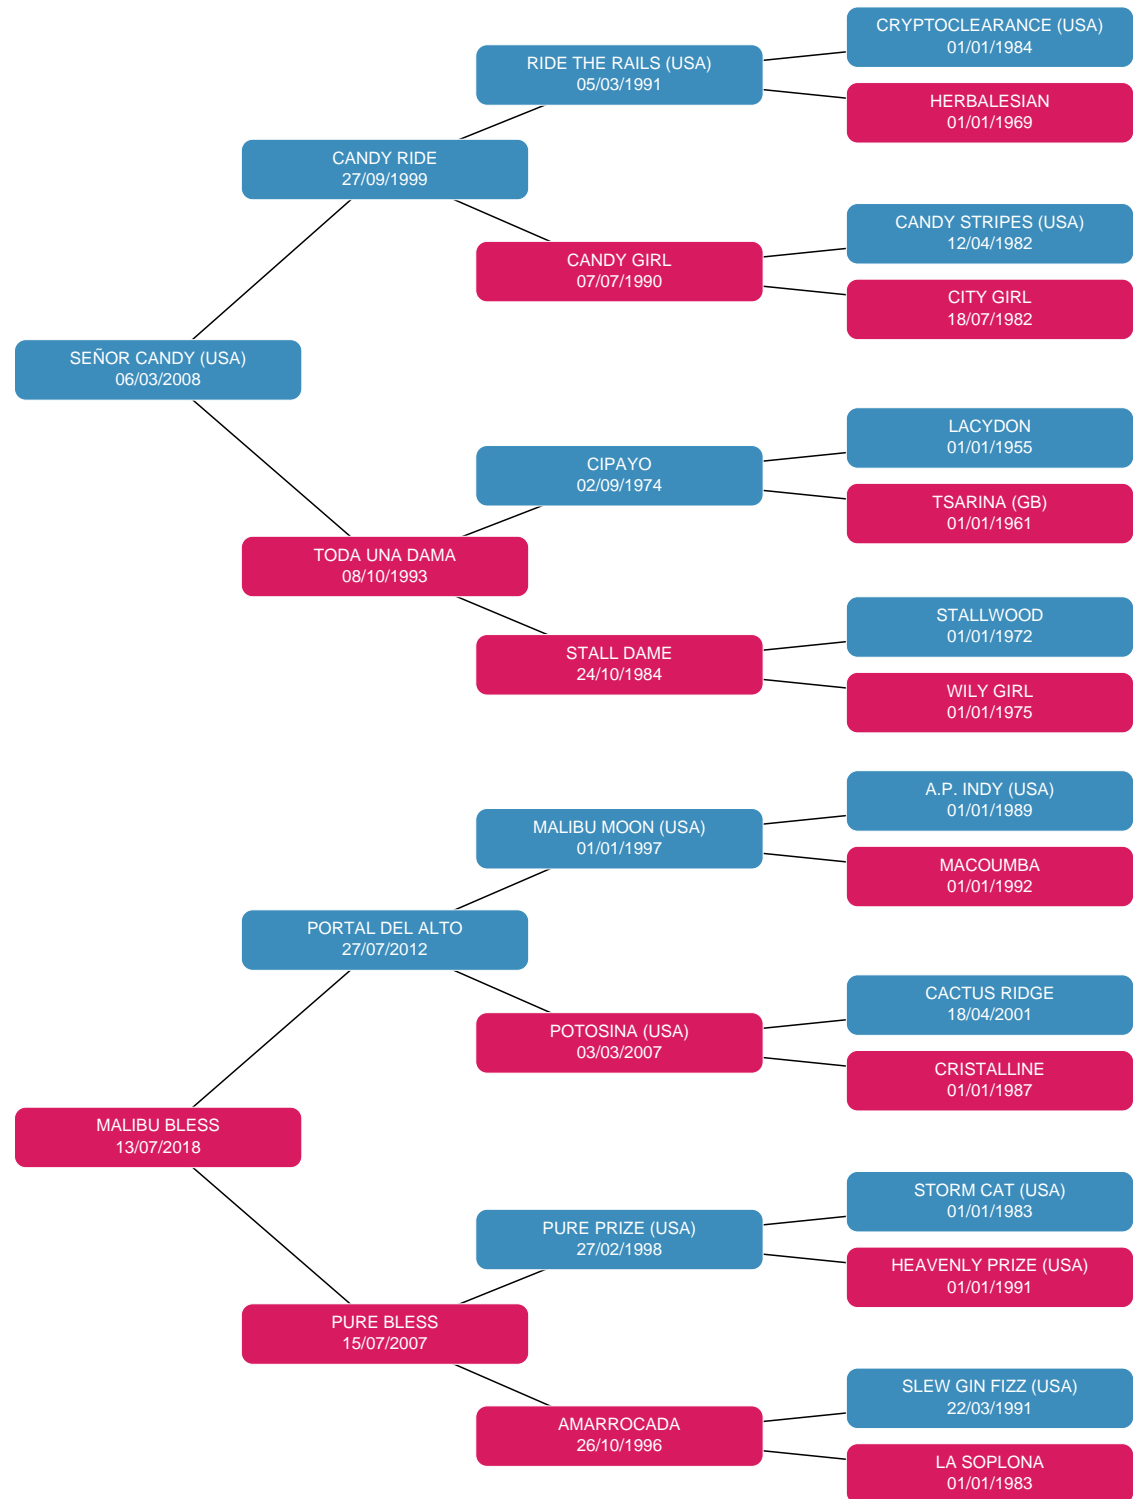 CRYPTOCLEARANCE (USA)
01/01/1984
RIDE THE RAILS (USA)
05/03/1991
HERBALESIAN
01/01/1969
CANDY RIDE
27/09/1999
CANDY STRIPES (USA)
12/04/1982
CANDY GIRL
07/07/1990
CITY GIRL
18/07/1982
SEÑOR CANDY (USA)
06/03/2008
LACYDON
01/01/1955
CIPAYO
02/09/1974
TSARINA (GB)
01/01/1961
TODA UNA DAMA
08/10/1993
STALLWOOD
01/01/1972
STALL DAME
24/10/1984
WILY GIRL
01/01/1975
A.P. INDY (USA)
01/01/1989
MALIBU MOON (USA)
01/01/1997
MACOUMBA
01/01/1992
PORTAL DEL ALTO
27/07/2012
CACTUS RIDGE
18/04/2001
POTOSINA (USA)
03/03/2007
CRISTALLINE
01/01/1987
MALIBU BLESS
13/07/2018
STORM CAT (USA)
01/01/1983
PURE PRIZE (USA)
27/02/1998
HEAVENLY PRIZE (USA)
01/01/1991
PURE BLESS
15/07/2007
SLEW GIN FIZZ (USA)
22/03/1991
AMARROCADA
26/10/1996
LA SOPLONA
01/01/1983